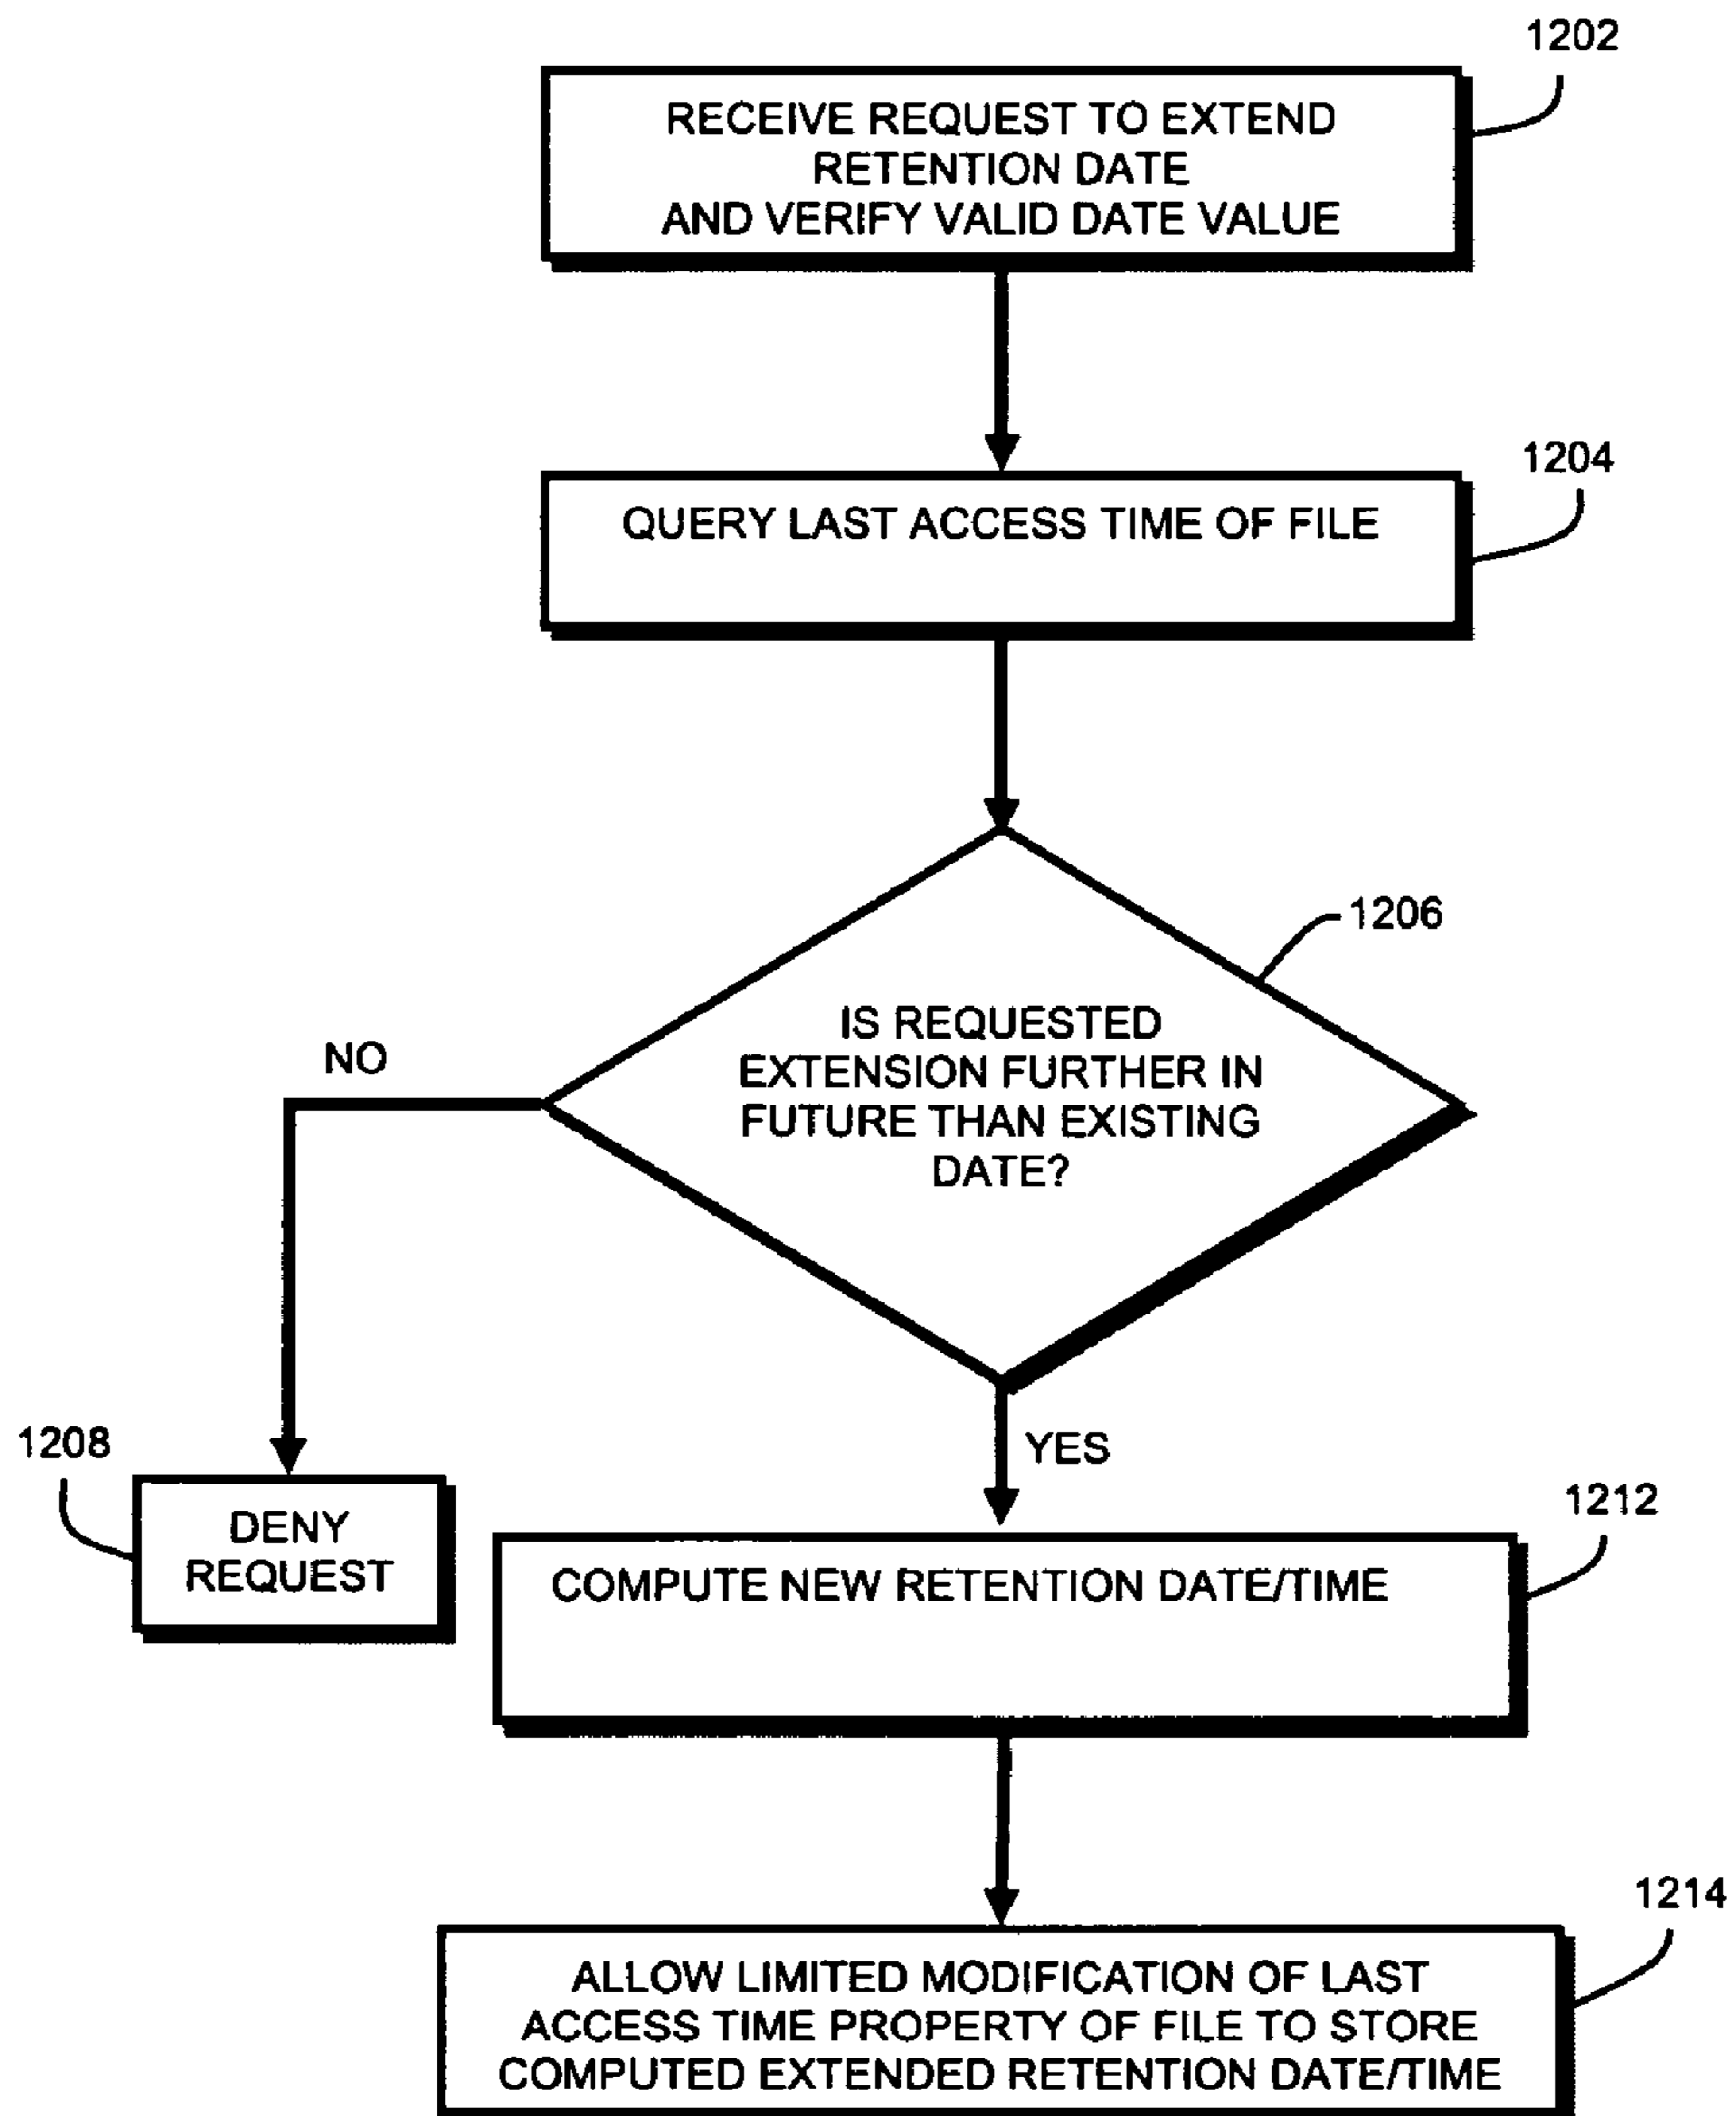 1202
RECEIVE REQUEST TO EXTEND
RETENTION DATE
AND VERIFY VALID DATE VALUE
1204
QUERY LAST ACCESS TIME OF FILE
1206
IS REQUESTED
EXTENSION FURTHER IN
FUTURE THAN EXISTING
DATE?
NO
YES
1208
DENY
REQUEST
1212
COMPUTE NEW RETENTION DATE/TIME
1214
ALLOW LIMITED MODIFICATION OF LAST
ACCESS TIME PROPERTY OF FILE TO STORE
COMPUTED EXTENDED RETENTION DATE/TIME